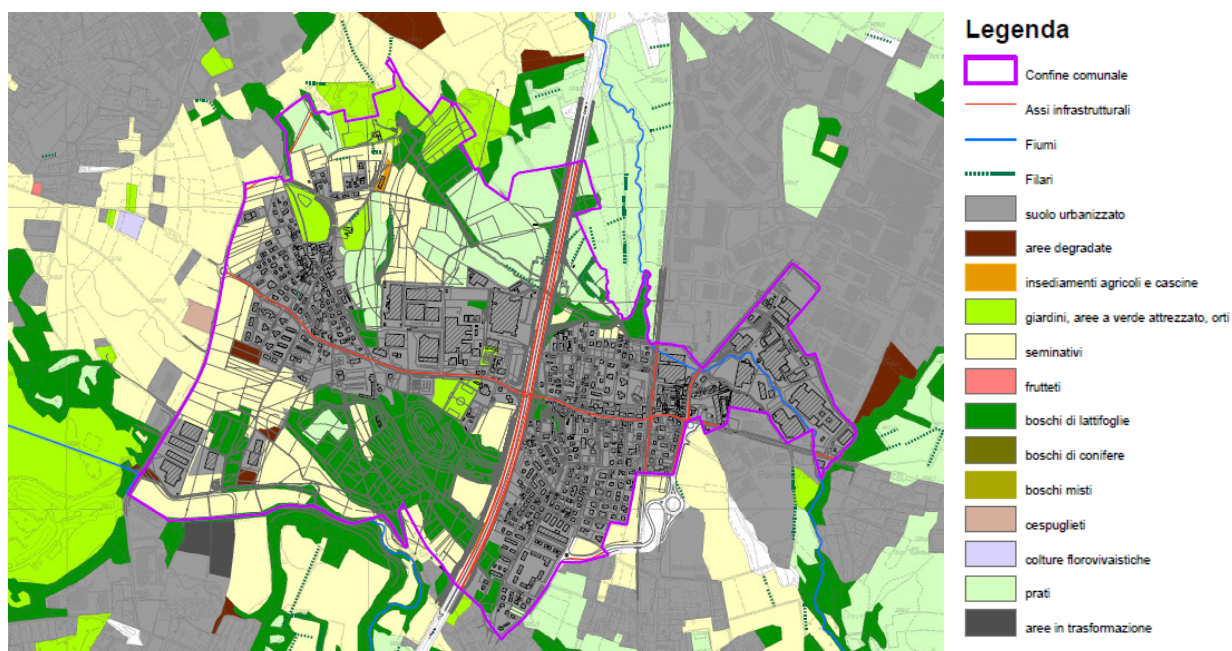 Legenda
Confine comunale
Assi infrastrutturali
Fiumi
Filari
suolo urbanizzato
aree degradate
insediamenti agricoli e cascine
giardini, aree a verde attrezzato, orti
seminativi
frutteti
boschi di lattifoglie
boschi di conifere
boschi misti
cespuglieti
colture florovivaistiche
prati
aree in trasformazione